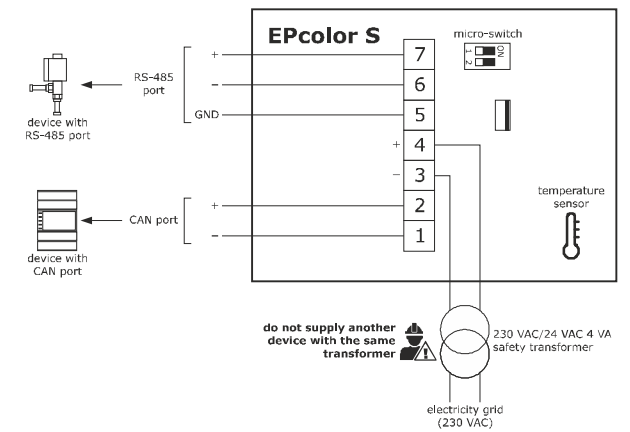 EPcolor S
micro-switch
ON
1
2
+
7
RS-485
port
−
6
device with
RS-485 port
GND
5
+
4
−
3
temperature
sensor
+
2
CAN port
−
1
device with
CAN port
do not supply another
device with the same
transformer
230 VAC/24 VAC 4 VA
safety transformer
electricity grid
(230 VAC)